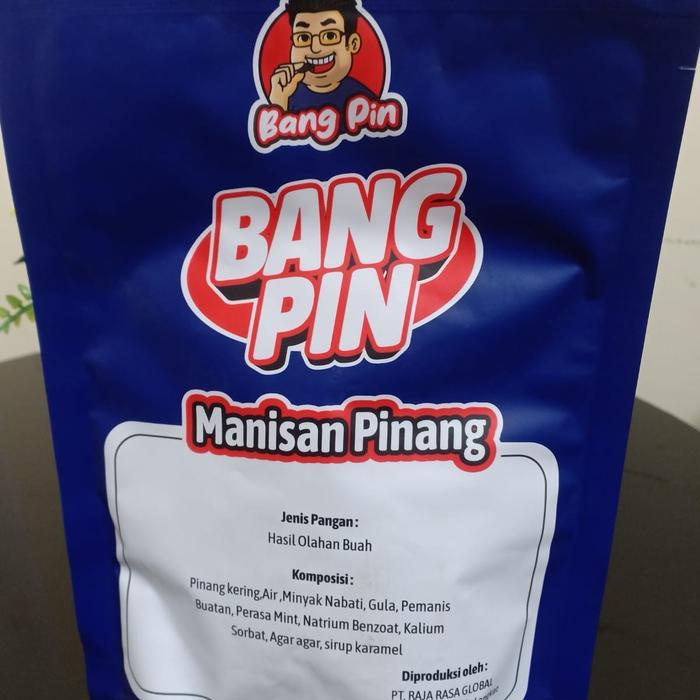 Bang Pin
BANG
PIN
Manisan Pinang
Jenis Pangan :
Hasil Olahan Buah
Komposisi :
Pinang kering,Air ,Minyak Nabati, Gula, Pemanis
Buatan, Perasa Mint, Natrium Benzoat, Kalium
Sorbat, Agar agar, sirup karamel
Diproduksi oleh :
PT. RAJA RASA GLOBAL